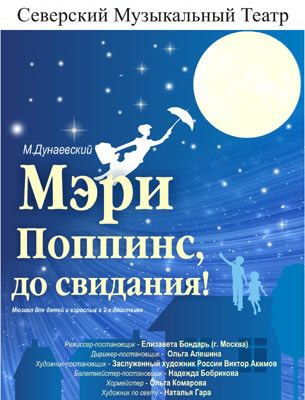 Северский Музыкальный Театр
М.Дунаевский
Мэри
Поппинс,
до свидания!
Мюзикл для детей и взрослых в 2-х действиях
Режиссер-постановщик - Елизавета Бондарь (г. Москва)
Дирижер-постановщик - Ольга Алешина
Художник-постановщик - Заслуженный художник России Виктор Акимов
Балетмейстер-постановщик - Надежда Бобрикова
Хормейстер - Ольга Комарова
Художник по свету - Наталья Гара